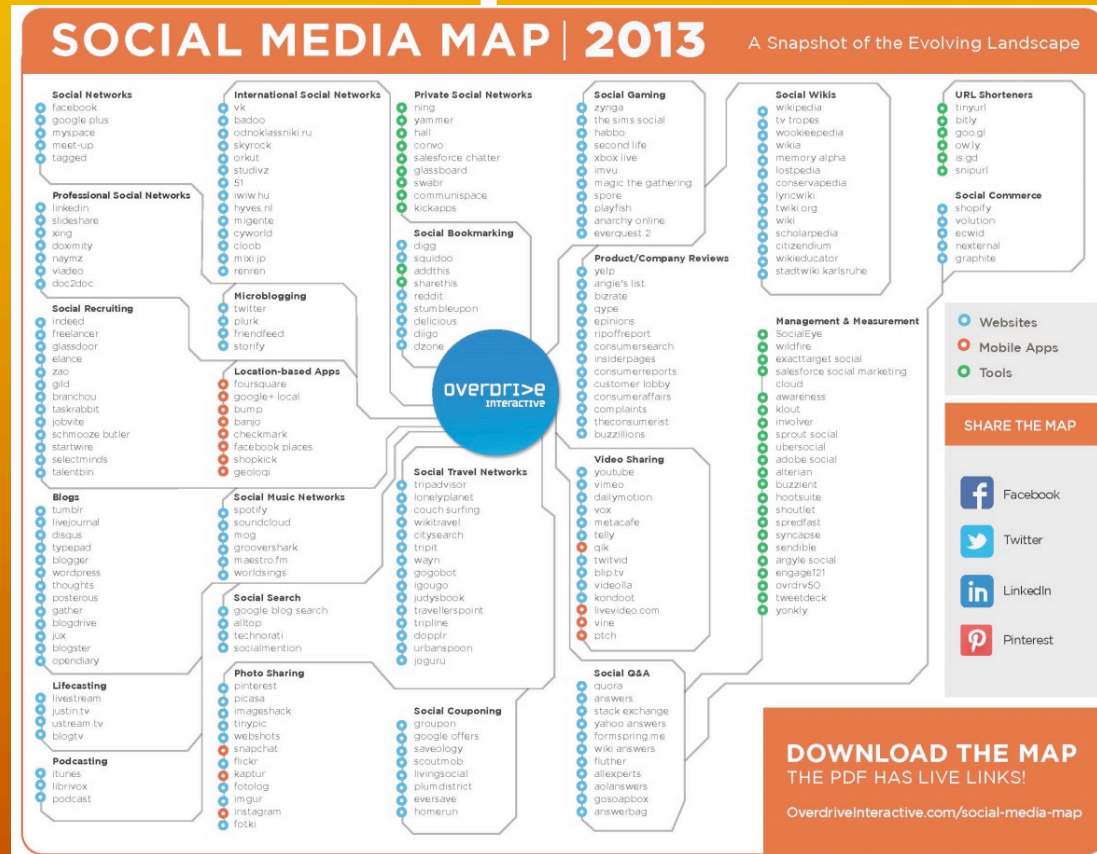 SOCIAL MEDIA MAP | 2013
A Snapshot of the Evolving Landscape
Social Networks
facebook
google plus
myspace
meet-up
tagged
Professional Social Networks
linkedin
slideshare
xing
doximity
naymz
viadeo
doc2doc
Social Recruiting
indeed
freelancer
glassdoor
elance
zao
gild
branchou
taskrabbit
jobvite
schmooze butler
startwire
selectminds
talentbin
Blogs
tumblr
livejournal
disqus
typepad
blogger
wordpress
thoughts
posterous
gather
blogdrive
jux
blogster
opendiary
Lifecasting
livestream
justin.tv
ustream.tv
blogtv
Podcasting
itunes
librivox
podcast
International Social Networks
vk
badoo
odnoklassniki.ru
skyrock
orkut
studivz
51
iwiw.hu
hyves.nl
migente
cyworld
cloob
mixi.jp
renren
Microblogging
twitter
plurk
friendfeed
storify
Location-based Apps
foursquare
google+ local
bump
banjo
checkmark
facebook places
shopkick
geoloqi
Social Music Networks
spotify
soundcloud
mog
groovershark
maestro.fm
worldsings
Social Search
google blog search
alltop
technorati
socialmention
Photo Sharing
pinterest
picasa
imageshack
tinypic
webshots
snapchat
flickr
kaptur
fotolog
imgur
instagram
fotki
Private Social Networks
ning
yammer
hall
convo
salesforce chatter
glassboard
swabr
communispace
kickapps
Social Bookmarking
digg
squidoo
addthis
sharethis
reddit
stumbleupon
delicious
diigo
dzone
overdri>e
INTERACTIVE
Social Travel Networks
tripadvisor
lonelyplanet
couch surfing
wikitravel
citysearch
tripit
wayn
gogobot
igougo
judysbook
travellerspoint
tripline
dopplr
urbanspoon
joguru
Social Couponing
groupon
google offers
saveology
scoutmob
livingsocial
plumdistrict
eversave
homerun
Social Gaming
zynga
the sims social
habbo
second life
xbox live
imvu
magic the gathering
spore
playfish
anarchy online
everquest 2
Product/Company Reviews
yelp
angie's list
bizrate
qype
epinions
ripoffreport
consumersearch
insiderpages
consumerreports
customer lobby
consumeraffairs
complaints
theconsumerist
buzzillions
Video Sharing
youtube
vimeo
dailymotion
vox
metacafe
telly
qik
twitvid
blip.tv
videolla
kondoot
livevideo.com
vine
ptch
Social Q&A
quora
answers
stack exchange
yahoo answers
formspring.me
wiki answers
fluther
allexperts
aolanswers
gosoapbox
answerbag
Social Wikis
wikipedia
tv tropes
wookieepedia
wikia
memory alpha
lostpedia
conservapedia
lyricwiki
twiki.org
wiki
scholarpedia
citizendium
wikieducator
stadtwiki karlsruhe
Management & Measurement
SocialEye
wildfire
exacttarget social
salesforce social marketing
cloud
awareness
klout
involver
sprout social
ubersocial
adobe social
alterian
buzzient
hootsuite
shoutlet
spredfast
syncapse
sendible
argyle social
engage121
ovrdrv50
tweetdeck
yonkly
URL Shorteners
tinyurl
bitly
goo.gl
ow.ly
is.gd
snipurl
Social Commerce
shopify
volution
ecwid
nexternal
graphite
Websites
Mobile Apps
Tools
SHARE THE MAP
Facebook
Twitter
LinkedIn
Pinterest
DOWNLOAD THE MAP
THE PDF HAS LIVE LINKS!
OverdriveInteractive.com/social-media-map